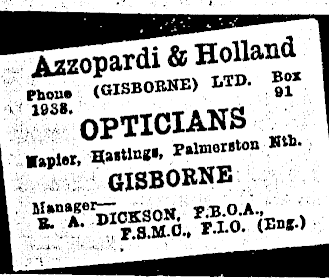 Azzopardi & Holland
Phone 1938. (GISBORNE) LTD. Box 91
OPTICIANS
Napier, Hastings, Palmerston Nth.
GISBORNE
Manager—
R. A. DICKSON, F.B.O.A.,
F.S.M.C., F.I.O. (Eng.)